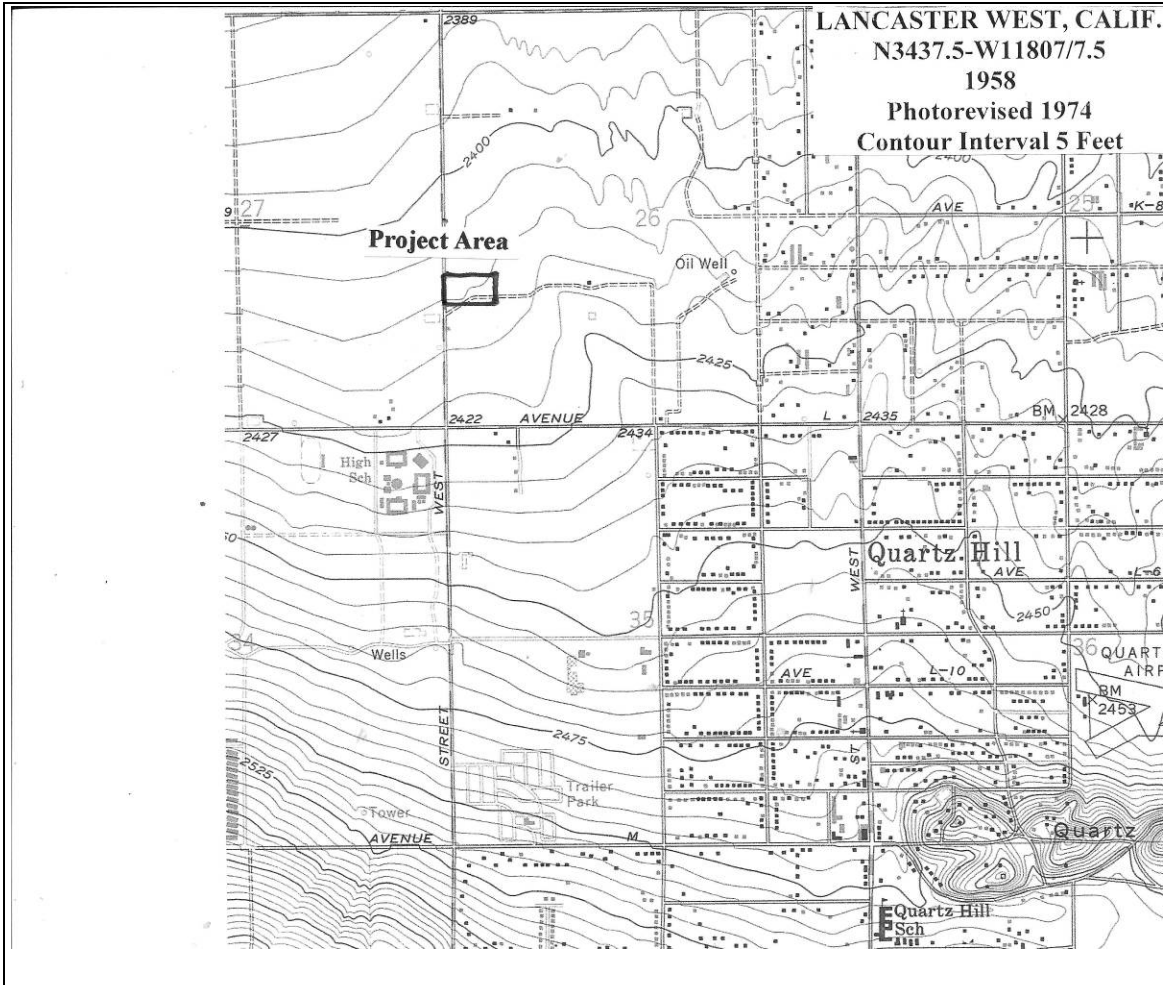 LANCASTER WEST, CALIF.
N3437.5-W11807/7.5
1958
Photorevised 1974
Contour Interval 5 Feet
2389
2400
2400
27
26
25
AVE
K-8
Project Area
Oil Well
2425
2422
AVENUE
L
2435
BM
2428
2427
2434
High
Sch
WEST
WEST
Quartz Hill
AVE
L-6
2450
34
35
36
Wells
AVE
L-10
QUART
AIRP
BM
2453
STREET
2475
ST
2525
Trailer
Park
Tower
AVENUE
M
Quartz
Quartz Hill
Sch